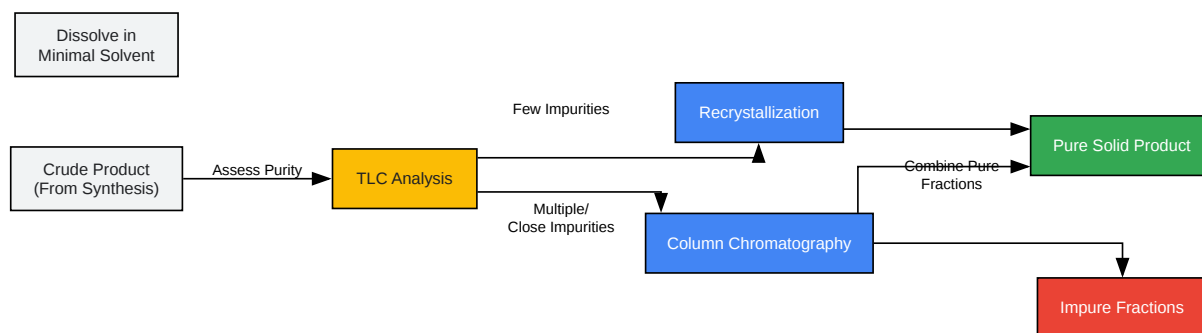 Dissolve in
Minimal Solvent
Few Impurities
Recrystallization
Crude Product
(From Synthesis)
Assess Purity
TLC Analysis
Pure Solid Product
Combine Pure
Fractions
Multiple/
Close Impurities
Column Chromatography
Impure Fractions